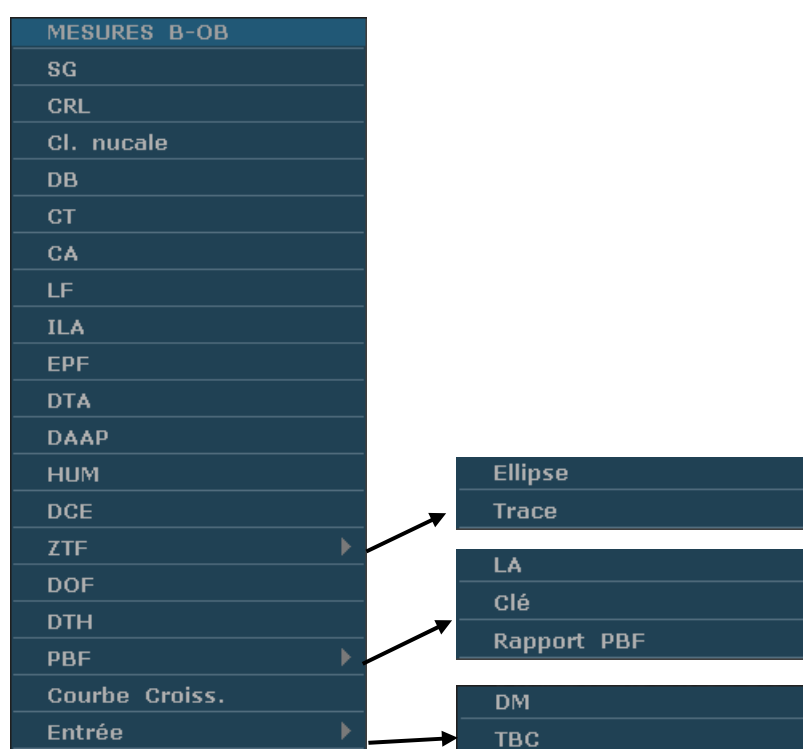 MESURES B-OB
SG
CRL
Cl. nucale
DB
CT
CA
LF
ILA
EPF
DTA
DAAP
HUM
DCE
ZTF
DOF
DTH
PBF
Courbe Croiss.
Entrée
Ellipse
Trace
LA
Clé
Rapport PBF
DM
TBC